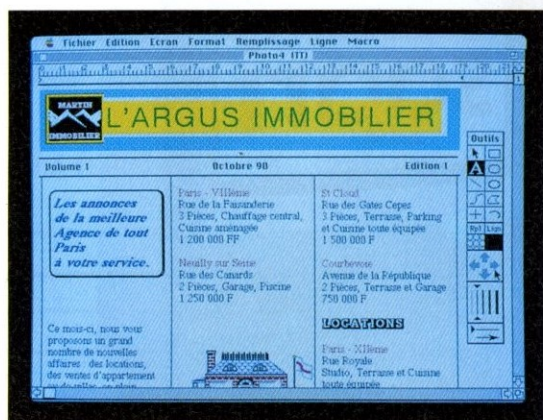 Fichier Edition Ecran Format Remplissage Ligne Macro
Photo4 (TT)
MARTIN
IMMOBILIER
L'ARGUS IMMOBILIER
Volume 1
Octobre 90
Edition 1
Les annonces
de la meilleure
Agence de tout
Paris
à votre service.
Ce mois-ci, nous vous
proposons un grand
nombre de nouvelles
affaires : des locations,
des ventes d'appartement
Paris - VIIIème
Rue de la Faisanderie
3 Pièces, Chauffage central,
Cuisine aménagée
1 200 000 FF
Neuilly sur Seine
Rue des Canards
2 Pièces, Garage, Piscine
1 250 000 F
St Cloud
Rue des Gates Cepes
3 Pièces, Terrasse, Parking
et Cuisine toute équipée
1 500 000 F
Courbevoie
Avenue de la République
2 Pièces, Terrasse et Garage
750 000 F
LOCATIONS
Paris - XIIème
Rue Royale
Studio, Terrasse et Cuisine
toute équipée
Outils
A